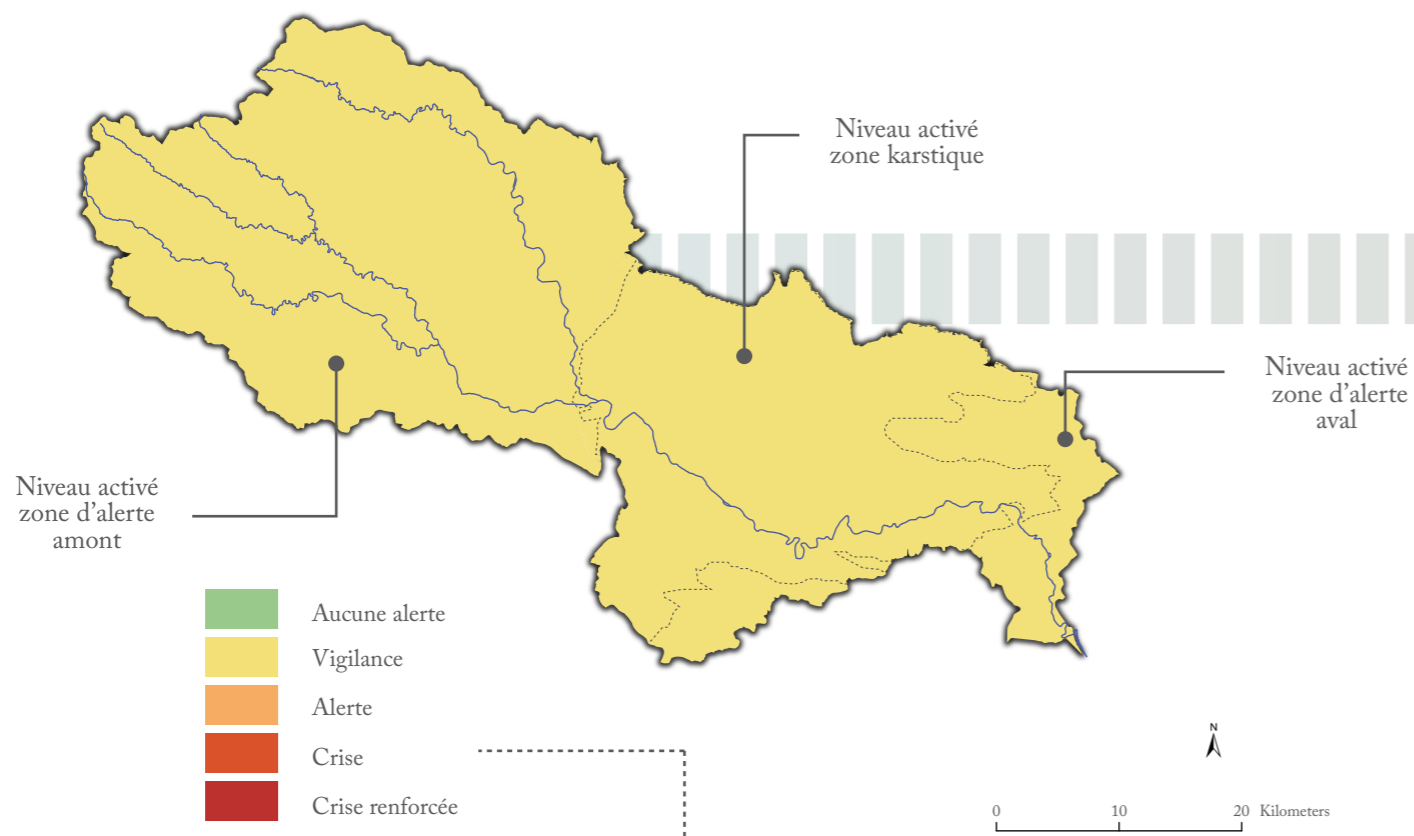 Niveau activé
zone karstique
Niveau activé
zone d'alerte
aval
Niveau activé
zone d'alerte
amont
Aucune alerte
Vigilance
Alerte
Crise
Crise renforcée
N
0 10 20 Kilometers